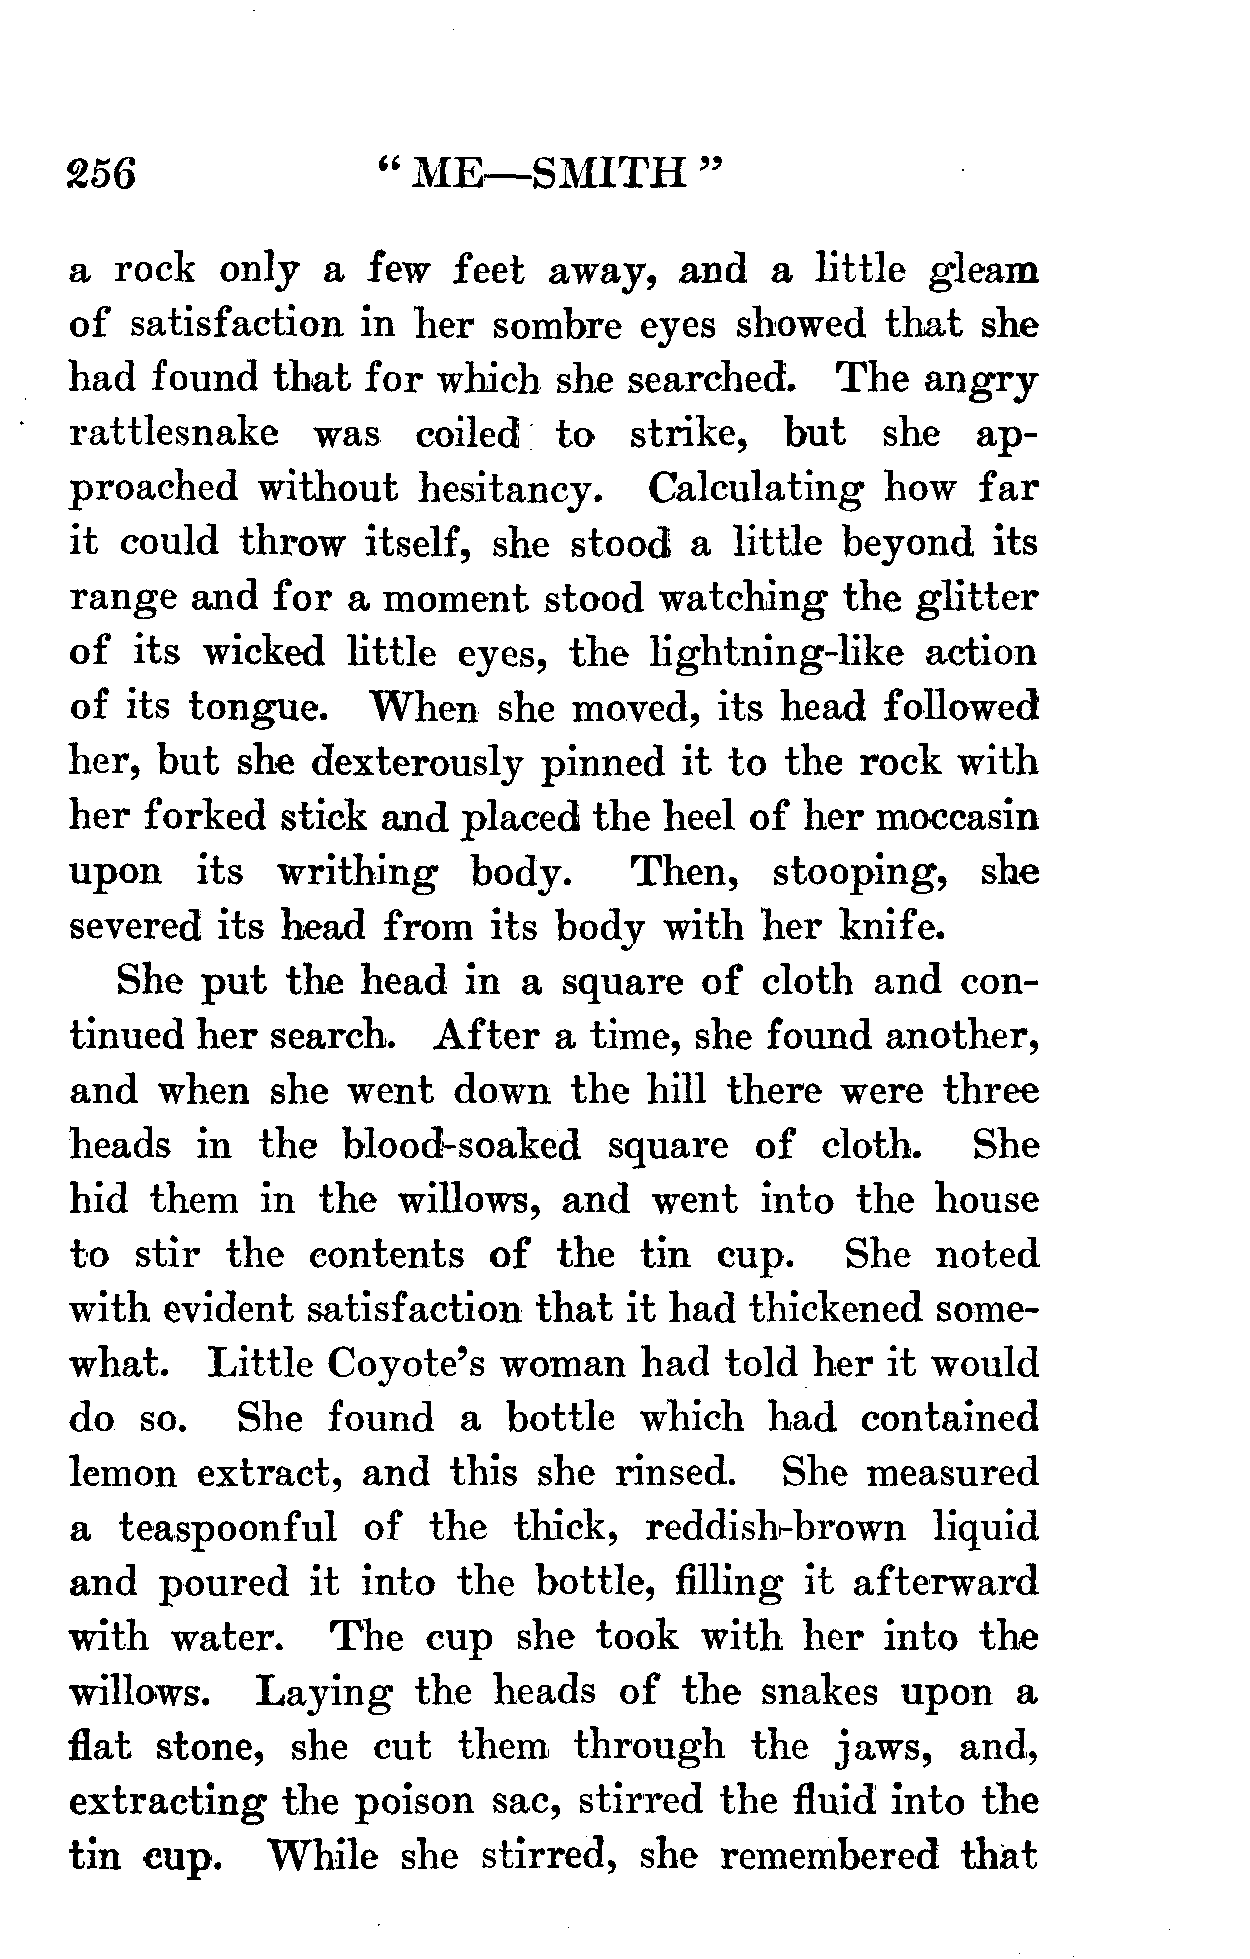 256 " ME—SMITH "
a rock only a few feet away, and a little gleam
of satisfaction in her sombre eyes showed that she
had found that for which she searched. The angry
rattlesnake was coiled to strike, but she ap-
proached without hesitancy. Calculating how far
it could throw itself, she stood a little beyond its
range and for a moment stood watching the glitter
of its wicked little eyes, the lightning-like action
of its tongue. When she moved, its head followed
her, but she dexterously pinned it to the rock with
her forked stick and placed the heel of her moccasin
upon its writhing body. Then, stooping, she
severed its head from its body with her knife.
She put the head in a square of cloth and con-
tinued her search. After a time, she found another,
and when she went down the hill there were three
heads in the blood-soaked square of cloth. She
hid them in the willows, and went into the house
to stir the contents of the tin cup. She noted
with evident satisfaction that it had thickened some-
what. Little Coyote's woman had told her it would
do so. She found a bottle which had contained
lemon extract, and this she rinsed. She measured
a teaspoonful of the thick, reddish-brown liquid
and poured it into the bottle, filling it afterward
with water. The cup she took with her into the
willows. Laying the heads of the snakes upon a
flat stone, she cut them through the jaws, and,
extracting the poison sac, stirred the fluid into the
tin cup. While she stirred, she remembered that